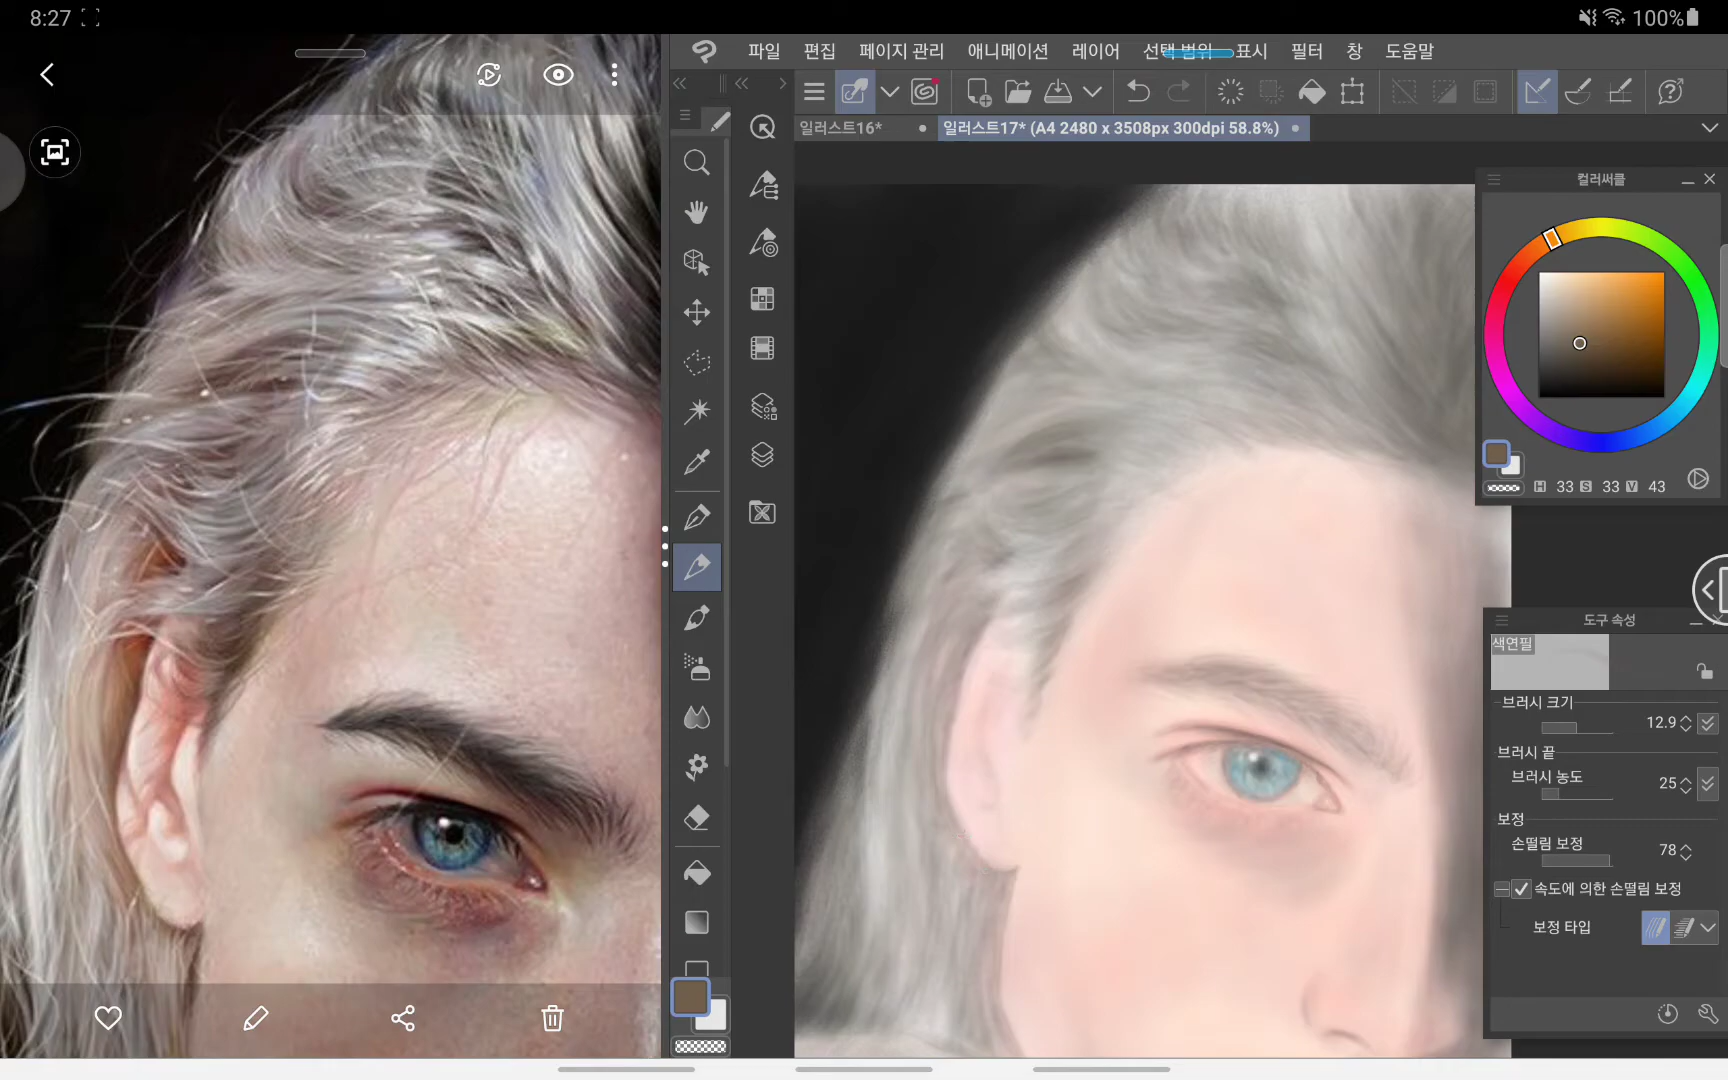 8:27
100%
파일 편집 페이지 관리 애니메이션 레이어 선택 범위 표시 필터 창 도움말
일러스트16* 일러스트17* (A4 2480 x 3508px 300dpi 58.8%)
컬러써클
H 33 S 33 V 43
도구 속성
색연필
브러시 크기
12.9
브러시 끝
브러시 농도
25
보정
손떨림 보정
78
속도에 의한 손떨림 보정
보정 타입